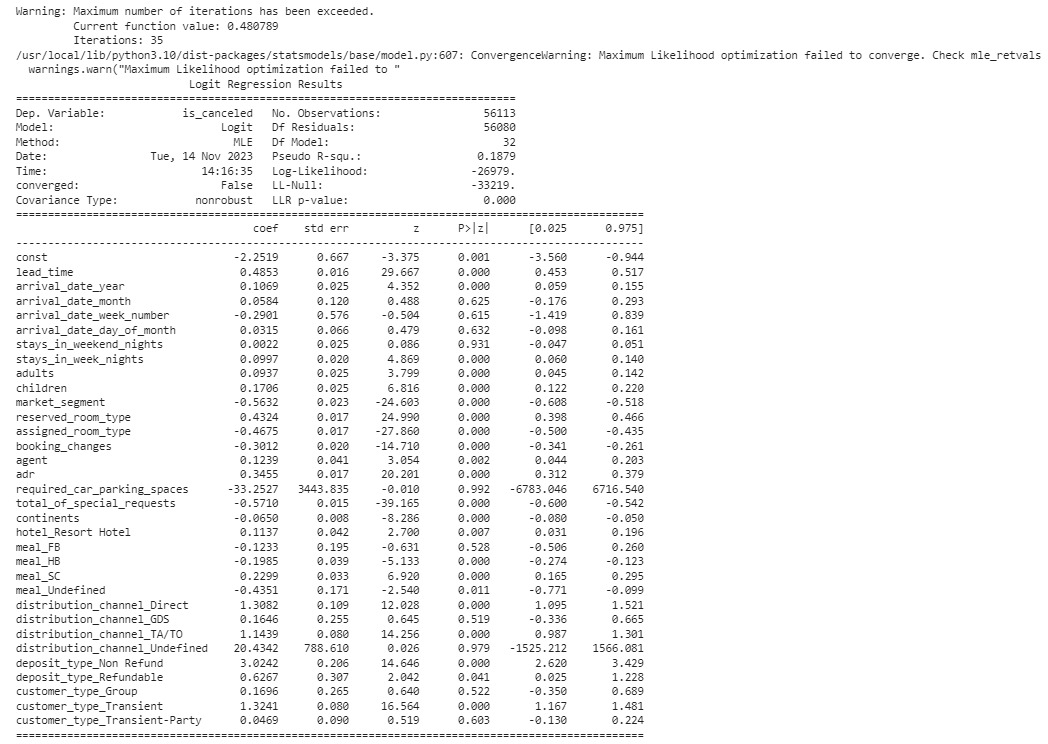 Warning: Maximum number of iterations has been exceeded.
Current function value: 0.480789
Iterations: 35
/usr/local/lib/python3.10/dist-packages/statsmodels/base/model.py:607: ConvergenceWarning: Maximum Likelihood optimization failed to converge. Check mle_retvals
warnings.warn("Maximum Likelihood optimization failed to "
Logit Regression Results
==============================================================================
Dep. Variable: is_canceled No. Observations: 56113
Model: Logit Df Residuals: 56080
Method: MLE Df Model: 32
Date: Tue, 14 Nov 2023 Pseudo R-squ.: 0.1879
Time: 14:16:35 Log-Likelihood: -26979.
converged: False LL-Null: -33219.
Covariance Type: nonrobust LLR p-value: 0.000
==================================================================================================
coef std err z P>|z| [0.025 0.975]
--------------------------------------------------------------------------------------------------
const -2.2519 0.667 -3.375 0.001 -3.560 -0.944
lead_time 0.4853 0.016 29.667 0.000 0.453 0.517
arrival_date_year 0.1069 0.025 4.352 0.000 0.059 0.155
arrival_date_month 0.0584 0.120 0.488 0.625 -0.176 0.293
arrival_date_week_number -0.2901 0.576 -0.504 0.615 -1.419 0.839
arrival_date_day_of_month 0.0315 0.066 0.479 0.632 -0.098 0.161
stays_in_weekend_nights 0.0022 0.025 0.086 0.931 -0.047 0.051
stays_in_week_nights 0.0997 0.020 4.869 0.000 0.060 0.140
adults 0.0937 0.025 3.799 0.000 0.045 0.142
children 0.1706 0.025 6.816 0.000 0.122 0.220
market_segment -0.5632 0.023 -24.603 0.000 -0.608 -0.518
reserved_room_type 0.4324 0.017 24.990 0.000 0.398 0.466
assigned_room_type -0.4675 0.017 -27.860 0.000 -0.500 -0.435
booking_changes -0.3012 0.020 -14.710 0.000 -0.341 -0.261
agent 0.1239 0.041 3.054 0.002 0.044 0.203
adr 0.3455 0.017 20.201 0.000 0.312 0.379
required_car_parking_spaces -33.2527 3443.835 -0.010 0.992 -6783.046 6716.540
total_of_special_requests -0.5710 0.015 -39.165 0.000 -0.600 -0.542
continents -0.0650 0.008 -8.286 0.000 -0.080 -0.050
hotel_Resort Hotel 0.1137 0.042 2.700 0.007 0.031 0.196
meal_FB -0.1233 0.195 -0.631 0.528 -0.506 0.260
meal_HB -0.1985 0.039 -5.133 0.000 -0.274 -0.123
meal_SC 0.2299 0.033 6.920 0.000 0.165 0.295
meal_Undefined -0.4351 0.171 -2.540 0.011 -0.771 -0.099
distribution_channel_Direct 1.3082 0.109 12.028 0.000 1.095 1.521
distribution_channel_GDS 0.1646 0.255 0.645 0.519 -0.336 0.665
distribution_channel_TA/TO 1.1439 0.080 14.256 0.000 0.987 1.301
distribution_channel_Undefined 20.4342 788.610 0.026 0.979 -1525.212 1566.081
deposit_type_Non Refund 3.0242 0.206 14.646 0.000 2.620 3.429
deposit_type_Refundable 0.6267 0.307 2.042 0.041 0.025 1.228
customer_type_Group 0.1696 0.265 0.640 0.522 -0.350 0.689
customer_type_Transient 1.3241 0.080 16.564 0.000 1.167 1.481
customer_type_Transient-Party 0.0469 0.090 0.519 0.603 -0.130 0.224
==================================================================================================